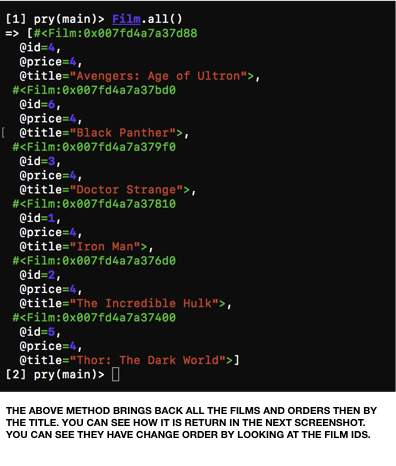 [1] pry(main)> Film.all()
=> [#<Film:0x007fd4a7a37d88
@id=4,
@price=4,
@title="Avengers: Age of Ultron">,
#<Film:0x007fd4a7a37bd0
@id=6,
@price=4,
@title="Black Panther">,
#<Film:0x007fd4a7a379f0
@id=3,
@price=4,
@title="Doctor Strange">,
#<Film:0x007fd4a7a37810
@id=1,
@price=4,
@title="Iron Man">,
#<Film:0x007fd4a7a376d0
@id=2,
@price=4,
@title="The Incredible Hulk">,
#<Film:0x007fd4a7a37400
@id=5,
@price=4,
@title="Thor: The Dark World">]
[2] pry(main)>
THE ABOVE METHOD BRINGS BACK ALL THE FILMS AND ORDERS THEN BY
THE TITLE. YOU CAN SEE HOW IT IS RETURN IN THE NEXT SCREENSHOT.
YOU CAN SEE THEY HAVE CHANGE ORDER BY LOOKING AT THE FILM IDS.